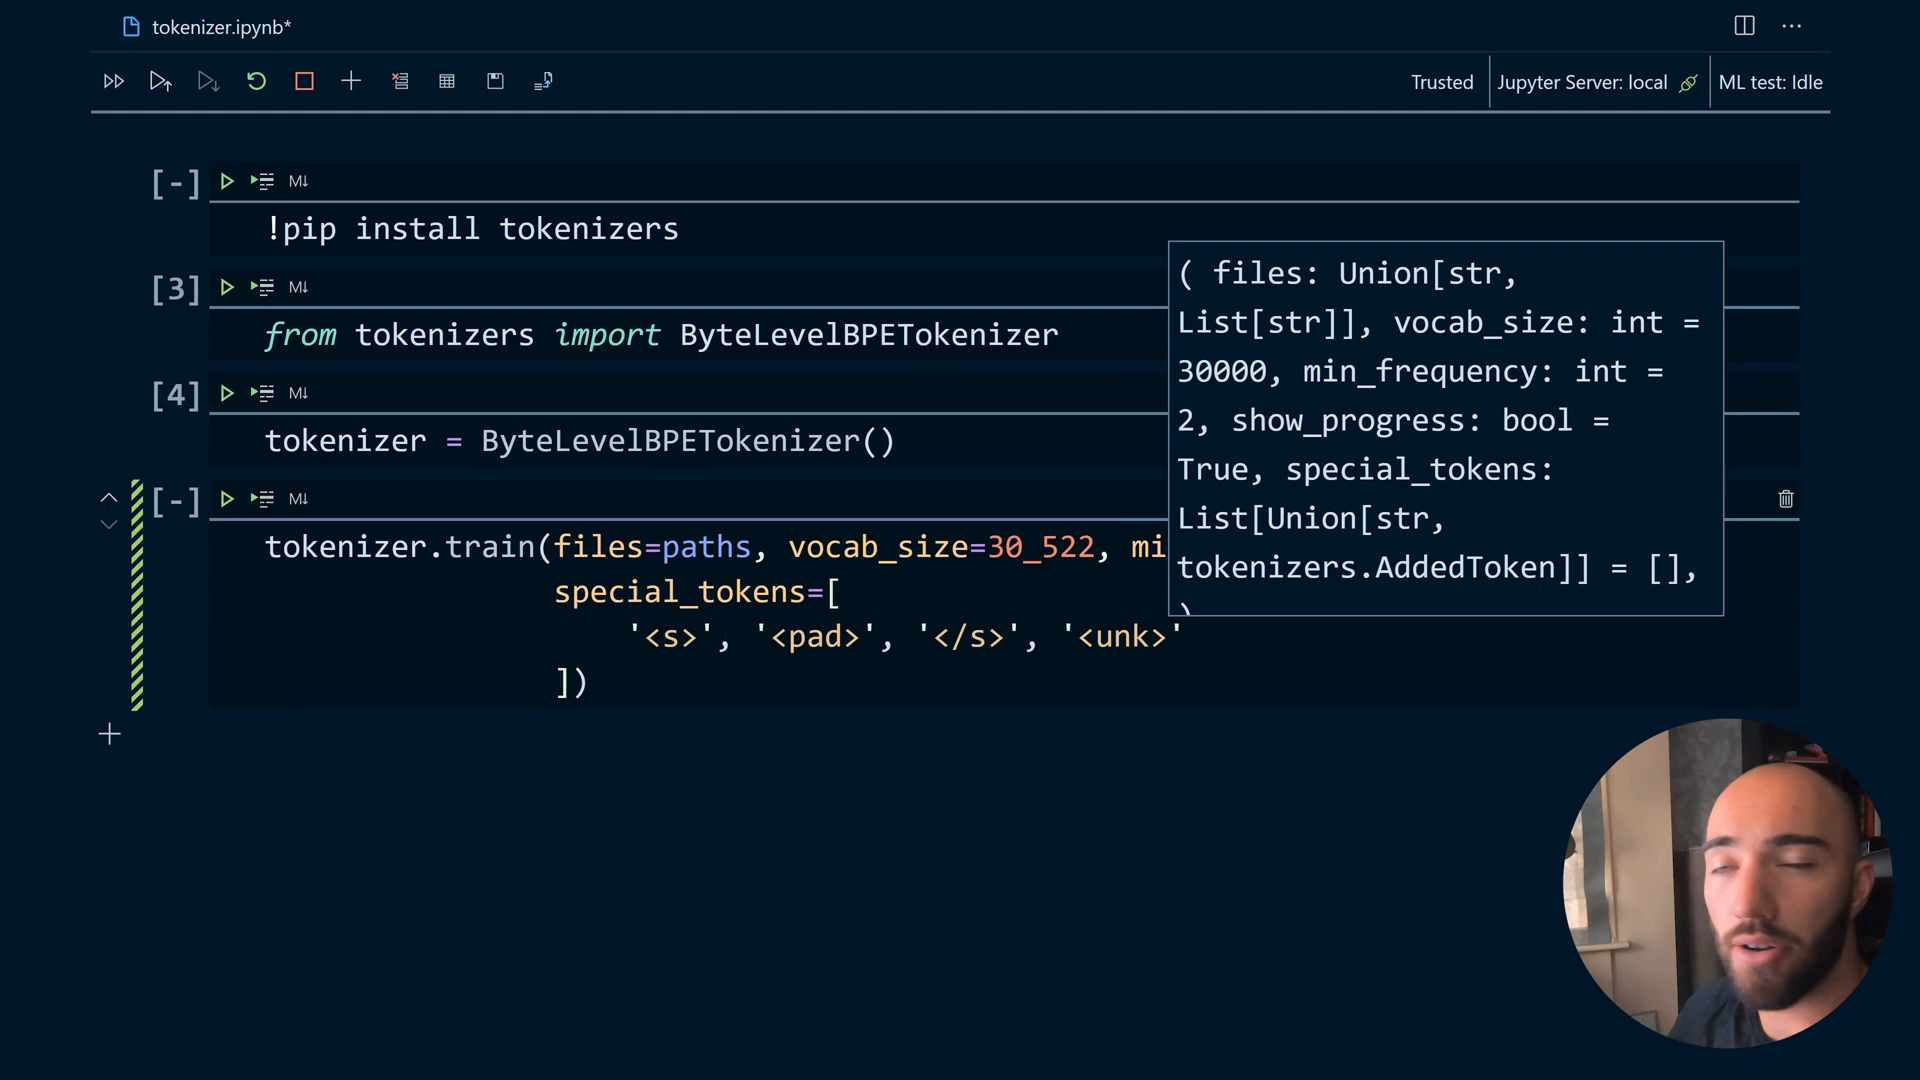 tokenizer.ipynb*
Trusted
Jupyter Server: local
ML test: Idle
[-]
M↓
!pip install tokenizers
[3]
M↓
from tokenizers import ByteLevelBPETokenizer
[4]
M↓
tokenizer = ByteLevelBPETokenizer()
[-]
M↓
tokenizer.train(files=paths, vocab_size=30_522, mi
special_tokens=[
'<s>', '<pad>', '</s>', '<unk>'
])
( files: Union[str,
List[str]], vocab_size: int =
30000, min_frequency: int =
2, show_progress: bool =
True, special_tokens:
List[Union[str,
tokenizers.AddedToken]] = [],
)